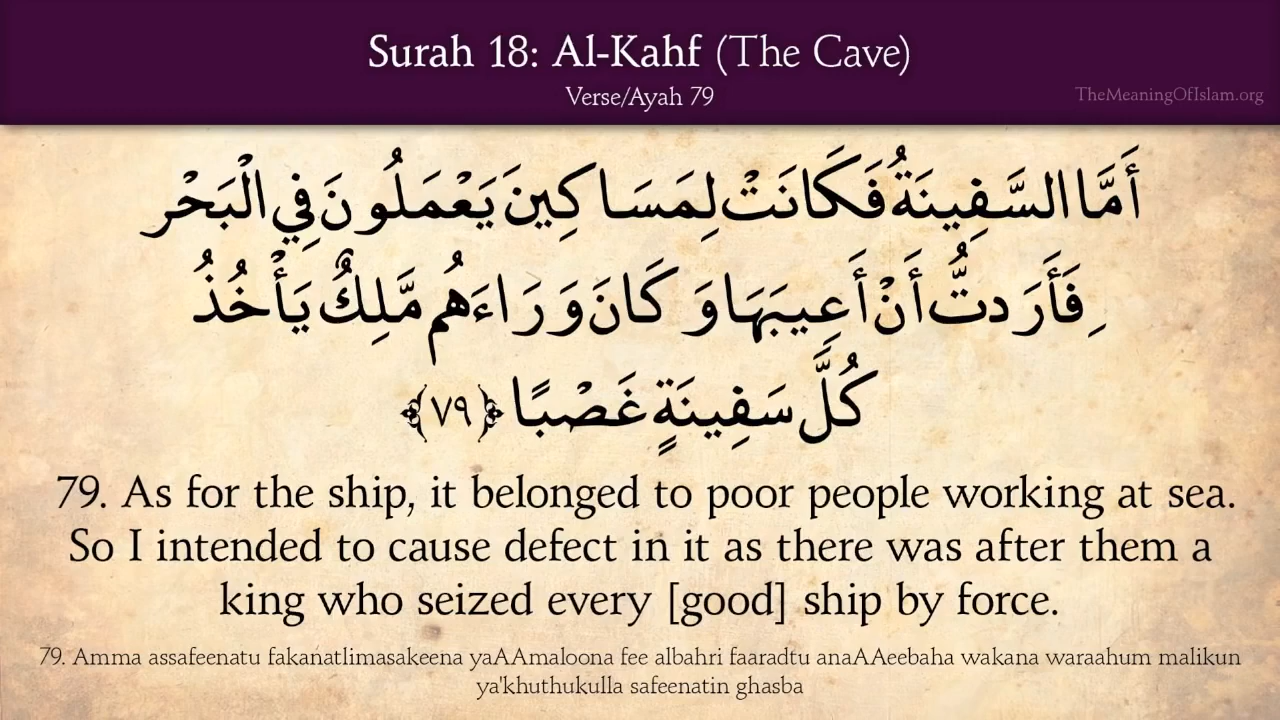 Surah 18: Al-Kahf (The Cave)
Verse/Ayah 79
TheMeaningOfIslam.org
أَمَّا السَّفِينَةُ فَكَانَتْ لِمَسَاكِينَ يَعْمَلُونَ فِي الْبَحْر
ِ فَأَرَدتُّ أَنْ أَعِيبَهَا وَ كَانَ وَرَاءَهُم مَّلِكٌ يَأْخُذُ
كُلَّ سَفِينَةٍ غَصْبًا ﴿٧٩﴾
79. As for the ship, it belonged to poor people working at sea.
So I intended to cause defect in it as there was after them a
king who seized every [good] ship by force.
79. Amma assafeenatu fakanatlimasakeena yaAAmaloona fee albahri faaradtu anaAAeebaha wakana waraahum malikun
ya'khuthukulla safeenatin ghasba